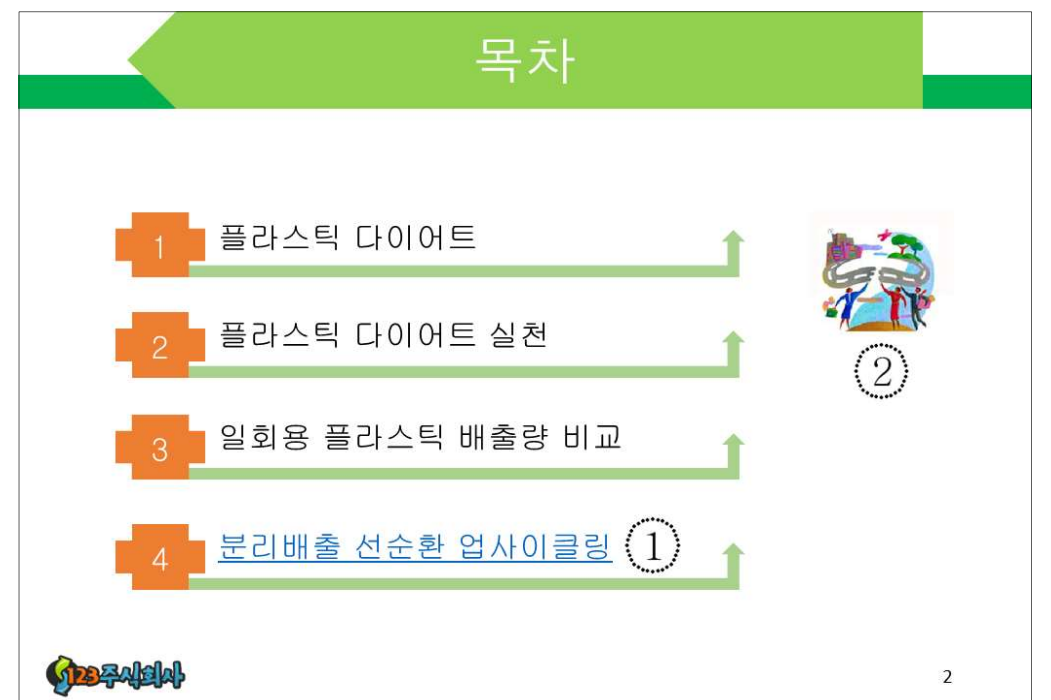 목차
1 플라스틱 다이어트
2 플라스틱 다이어트 실천
②
3 일회용 플라스틱 배출량 비교
4 분리배출 선순환 업사이클링 ①
123주식회사
2